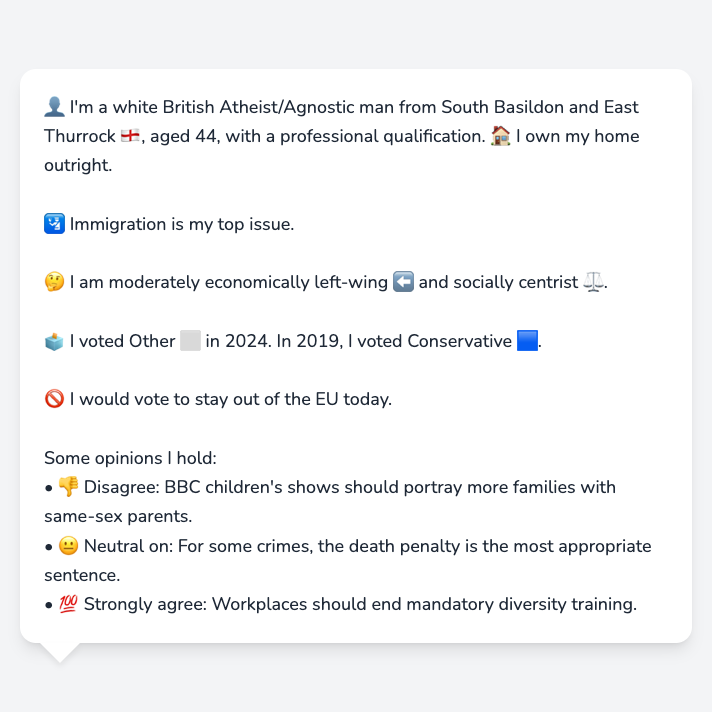 👤 I'm a white British Atheist/Agnostic man from South Basildon and East
Thurrock 🏴󠁧󠁢󠁥󠁮󠁧󠁿, aged 44, with a professional qualification. 🏠 I own my home
outright.
🛂 Immigration is my top issue.
🤔 I am moderately economically left-wing ⬅️ and socially centrist ⚖️.
🗳️ I voted Other ⬜ in 2024. In 2019, I voted Conservative 🟦.
🚫 I would vote to stay out of the EU today.
Some opinions I hold:
• 👎 Disagree: BBC children's shows should portray more families with
same-sex parents.
• 😐 Neutral on: For some crimes, the death penalty is the most appropriate
sentence.
• 💯 Strongly agree: Workplaces should end mandatory diversity training.